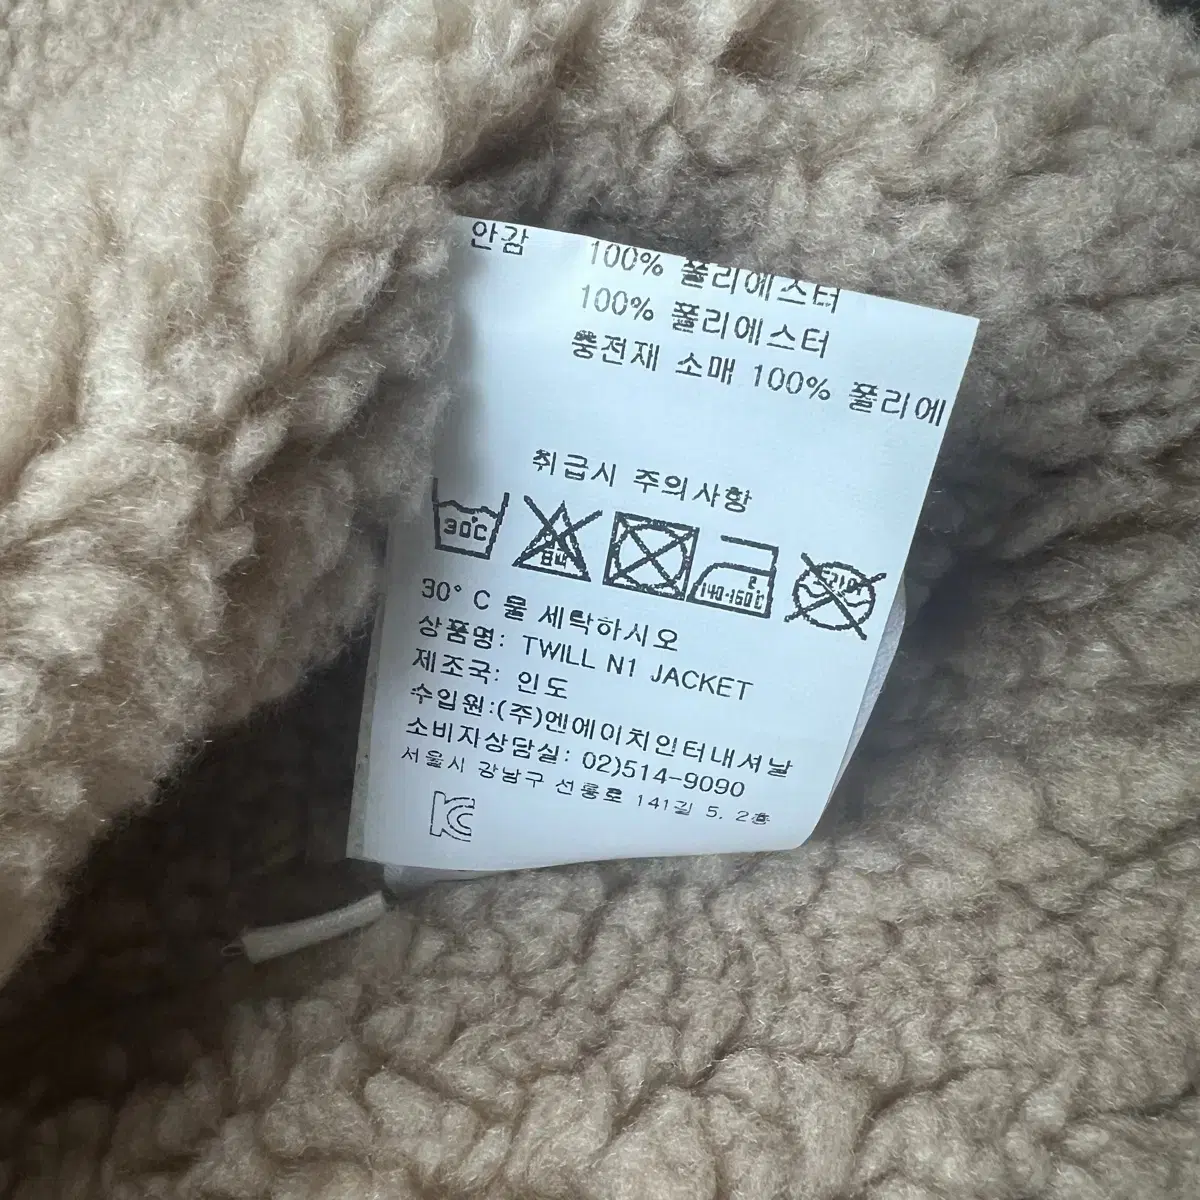 안감 100% 폴리에스터
100% 폴리에스터
충전재 소매 100% 폴리에
취급시 주의사항
30°C 140-160°C 드라이
30° C 물 세탁하시오
상품명: TWILL N1 JACKET
제조국: 인도
수입원:(주)엔에이치인터내셔날
소비자상담실: 02)514-9090
서울시 강남구 선릉로 141길 5, 2층
KC